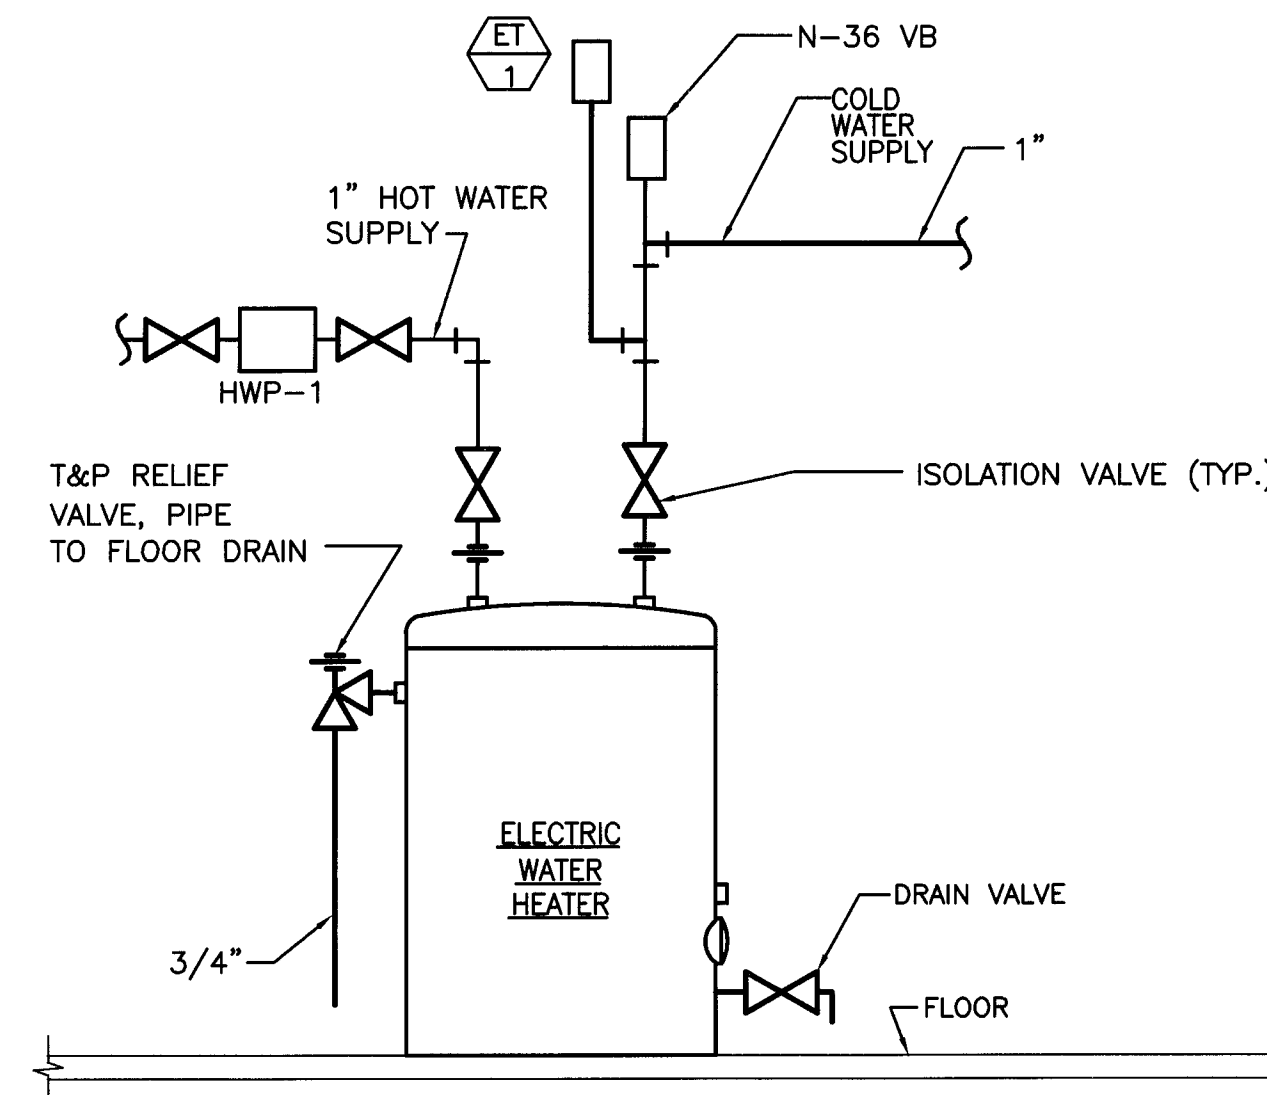 ET
1
N-36 VB
COLD
WATER
SUPPLY
1"
1" HOT WATER
SUPPLY
HWP-1
T&P RELIEF
VALVE, PIPE
TO FLOOR DRAIN
ISOLATION VALVE (TYP.)
ELECTRIC
WATER
HEATER
DRAIN VALVE
3/4"
FLOOR